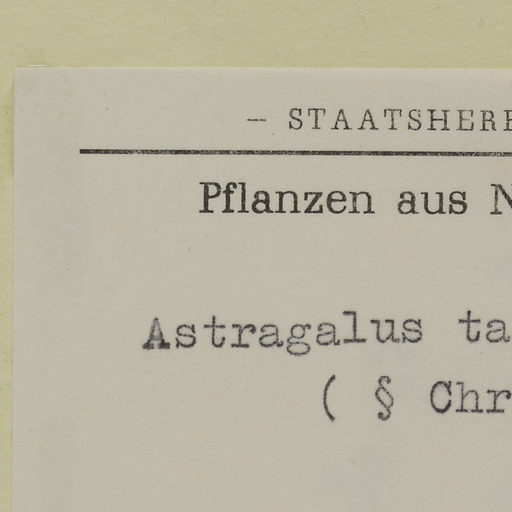 – STAATSHERB
Pflanzen aus N
Astragalus ta
( § Chr